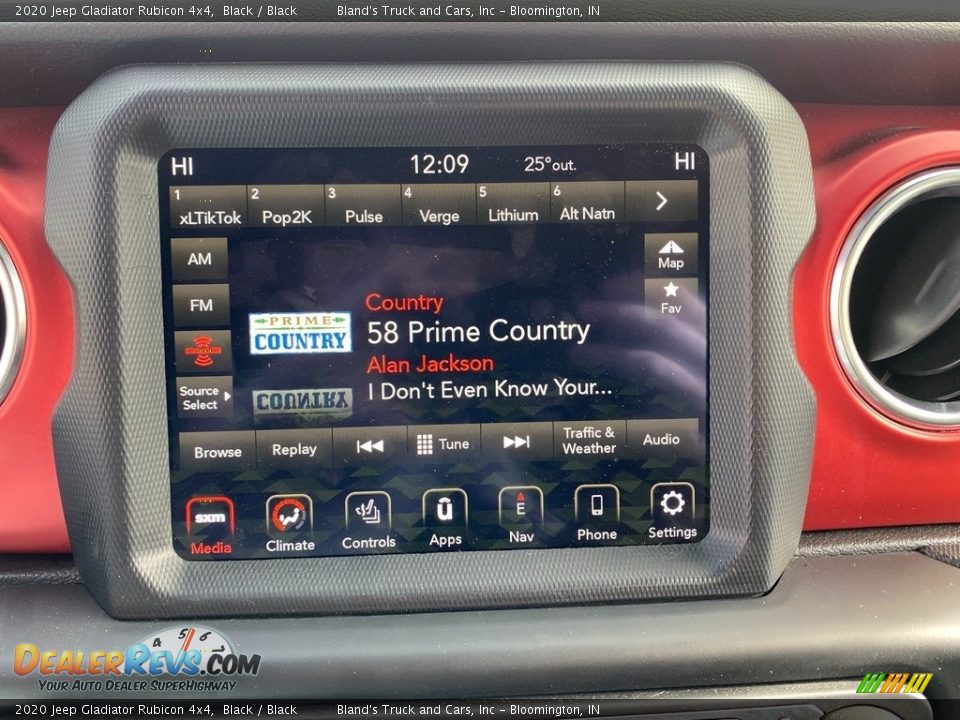 2020 Jeep Gladiator Rubicon 4x4,  Black / Black  Bland's Truck and Cars, Inc - Bloomington, IN
HI 12:09 25°out. HI
1 xLTikTok 2 Pop2K 3 Pulse 4 Verge 5 Lithium 6 Alt Natn >
AM
Map
FM
Fav
Country
PRIME COUNTRY
58 Prime Country
siriusxm
Alan Jackson
Source Select
I Don't Even Know Your...
COUNTRY
Browse Replay Tune Traffic & Weather Audio
sxm E
Media Climate Controls Apps Nav Phone Settings
4 5 6
DealerRevs.com
Your Auto Dealer SuperHighway
2020 Jeep Gladiator Rubicon 4x4,  Black / Black  Bland's Truck and Cars, Inc - Bloomington, IN